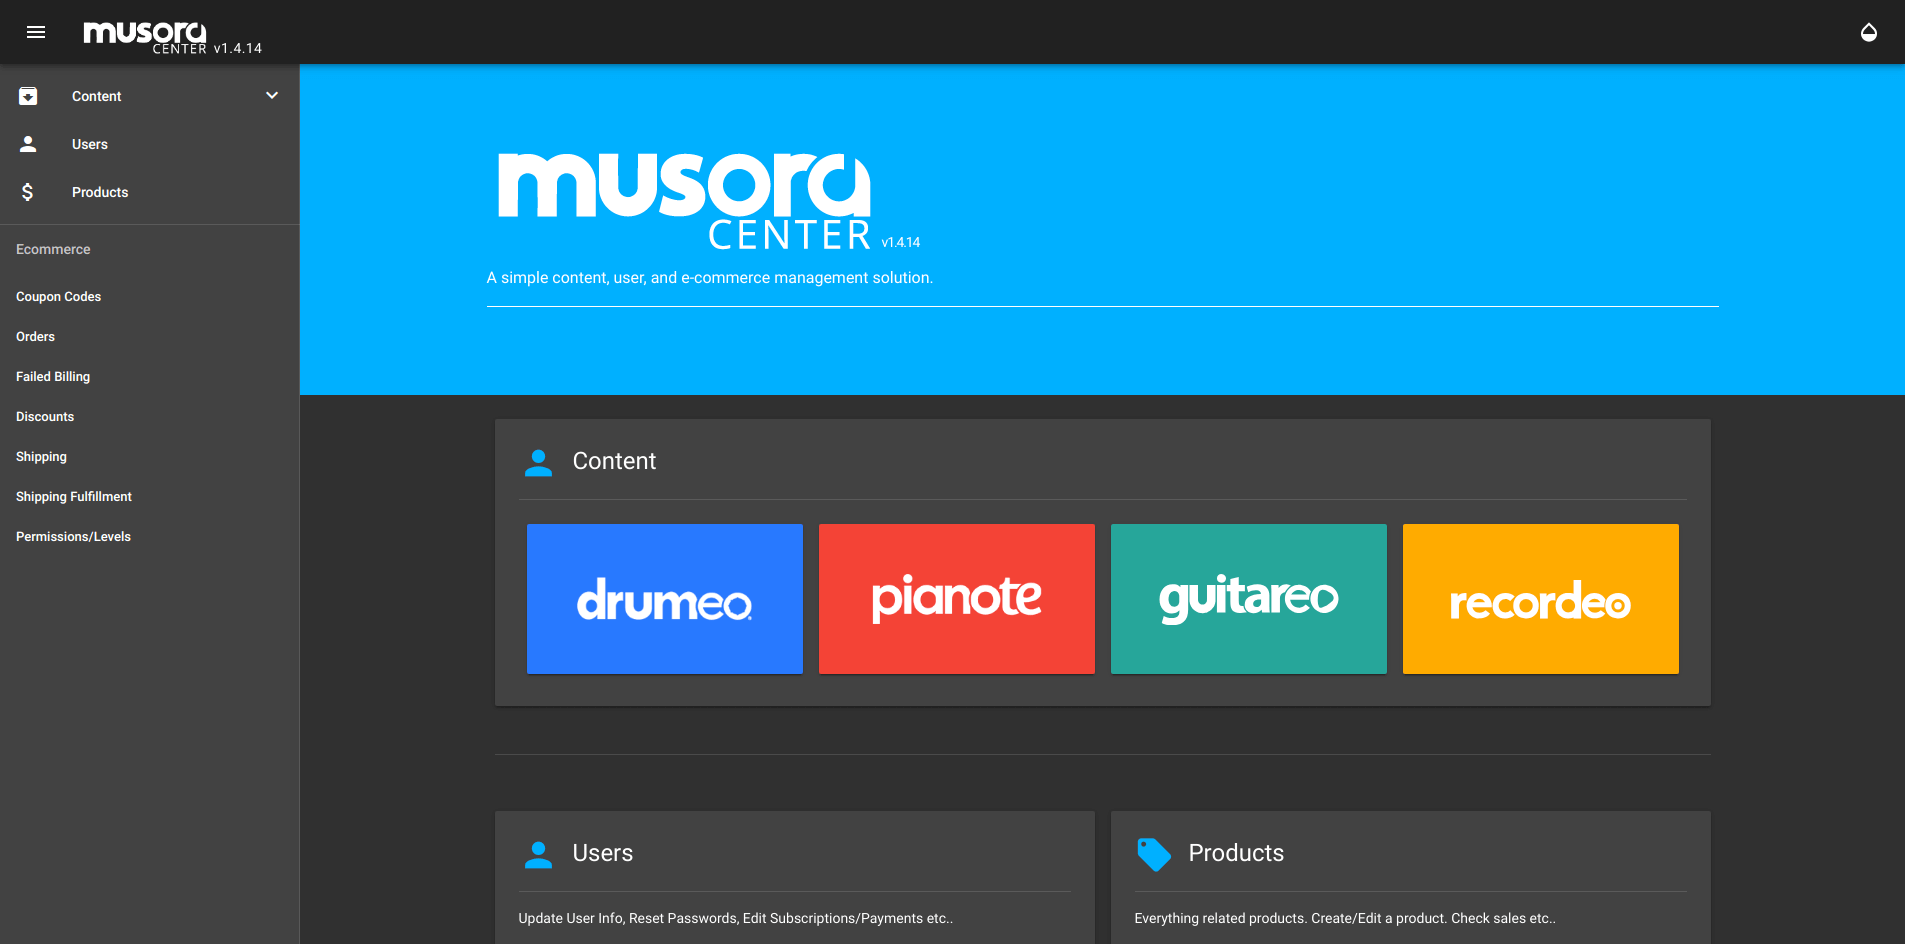 musora
CENTER v1.4.14
Content
Users
Products
Ecommerce
Coupon Codes
Orders
Failed Billing
Discounts
Shipping
Shipping Fulfillment
Permissions/Levels
musora
CENTER v1.4.14
A simple content, user, and e-commerce management solution.
Content
drumeo
pianote
guitareo
recordeo
Users
Update User Info, Reset Passwords, Edit Subscriptions/Payments etc..
Products
Everything related products. Create/Edit a product. Check sales etc..